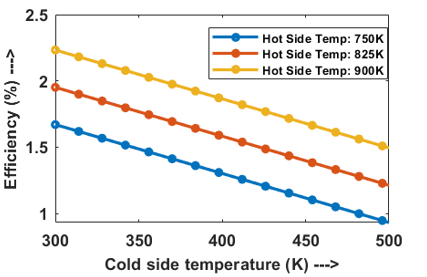 2.5
2
1.5
1
Efficiency (%) --->
Hot Side Temp: 750K
Hot Side Temp: 825K
Hot Side Temp: 900K
300 350 400 450 500
Cold side temperature (K) --->